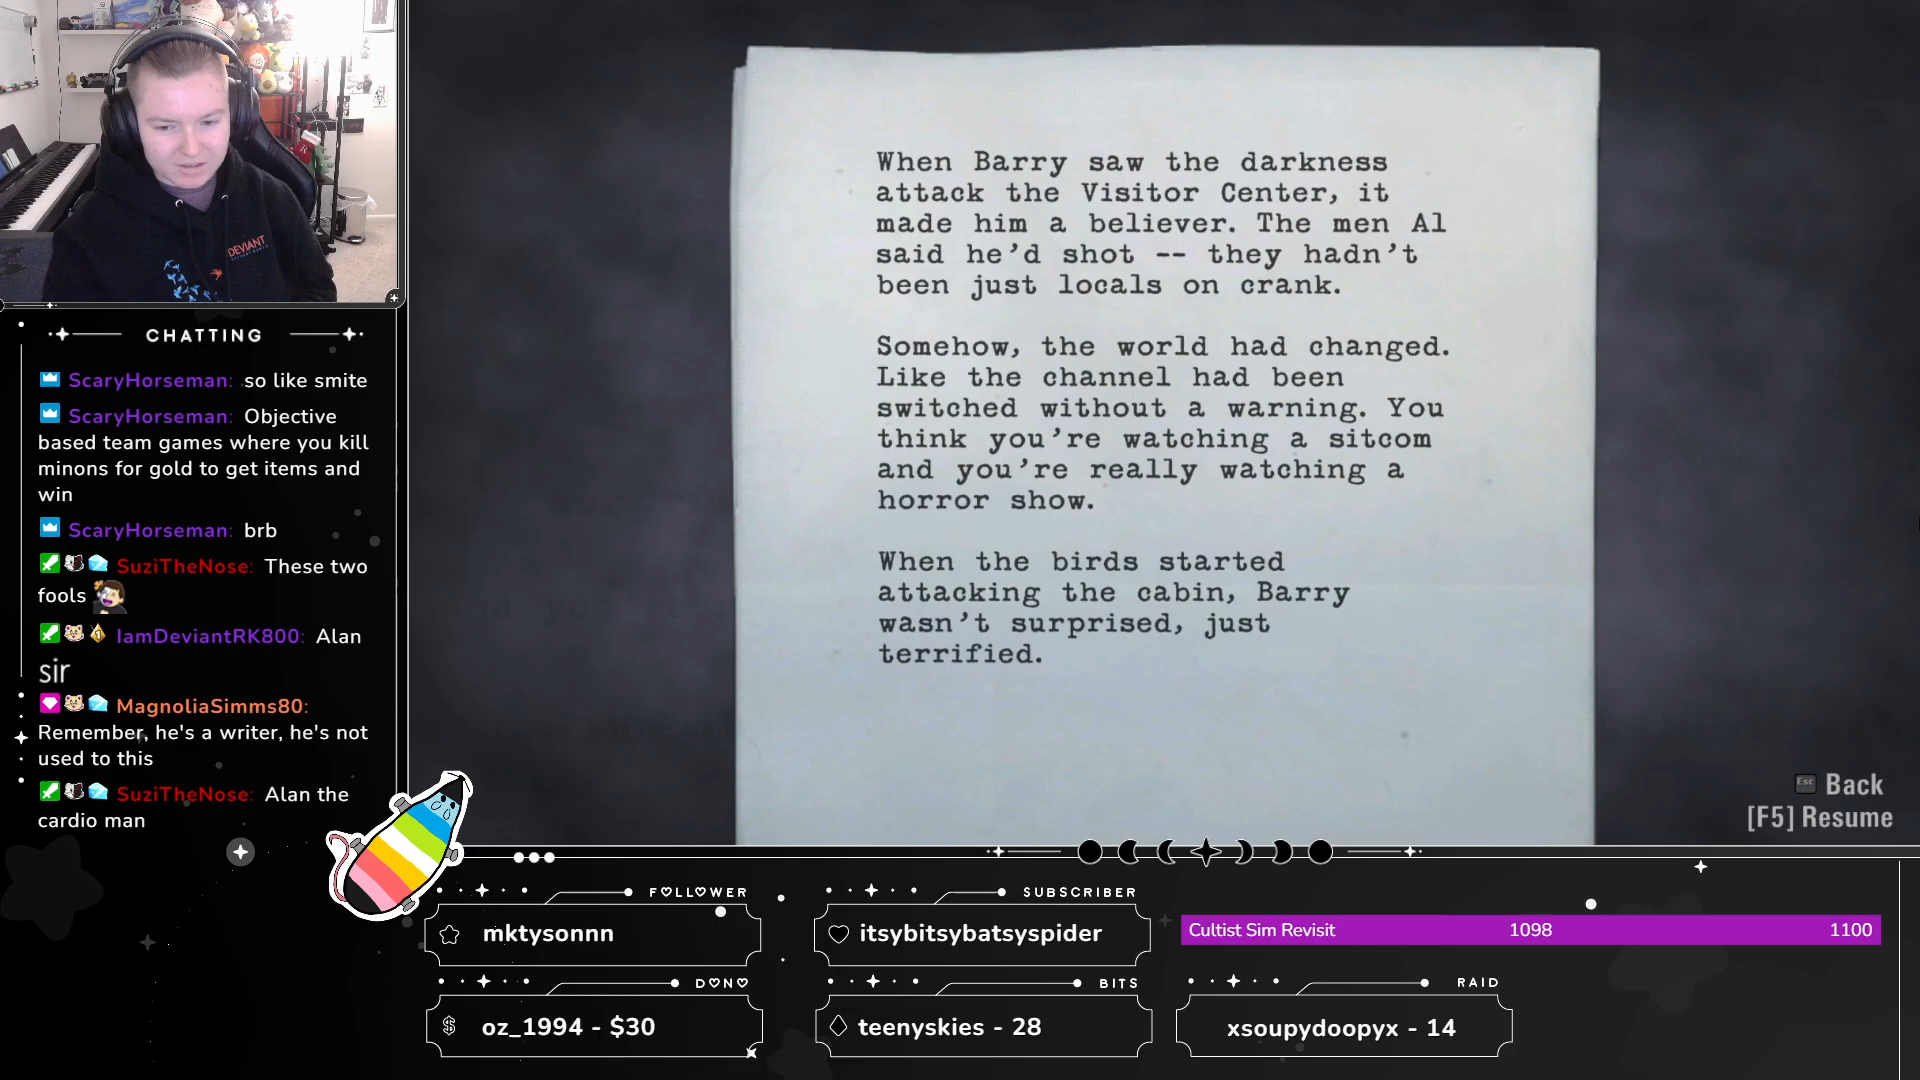 DEVIANT
CHATTING
ScaryHorseman: so like smite
ScaryHorseman: Objective
based team games where you kill
minons for gold to get items and
win
ScaryHorseman: brb
SuziTheNose: These two
fools
IamDeviantRK800: Alan
sir
MagnoliaSimms80:
Remember, he's a writer, he's not
used to this
SuziTheNose: Alan the
cardio man
When Barry saw the darkness
attack the Visitor Center, it
made him a believer. The men Al
said he'd shot -- they hadn't
been just locals on crank.
Somehow, the world had changed.
Like the channel had been
switched without a warning. You
think you're watching a sitcom
and you're really watching a
horror show.
When the birds started
attacking the cabin, Barry
wasn't surprised, just
terrified.
Esc Back
[F5] Resume
FOLLOWER
mktysonnn
SUBSCRIBER
itsybitsybatsyspider
Cultist Sim Revisit 1098 1100
DONO
oz_1994 - $30
BITS
teenyskies - 28
RAID
xsoupydoopyx - 14